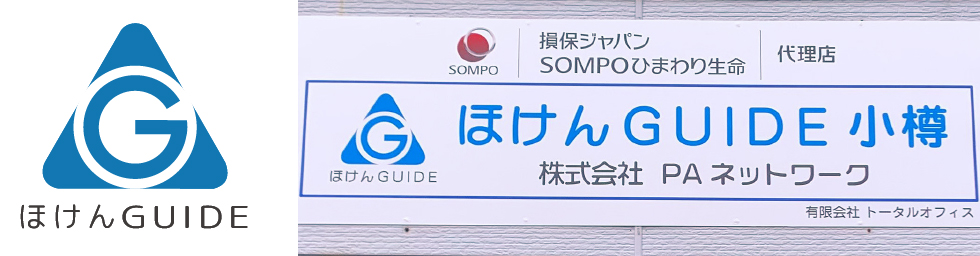 G
ほけんGUIDE
SOMPO
損保ジャパン
SOMPOひまわり生命
代理店
G
ほけんGUIDE
ほけんGUIDE 小樽
株式会社 PAネットワーク
有限会社 トータルオフィス